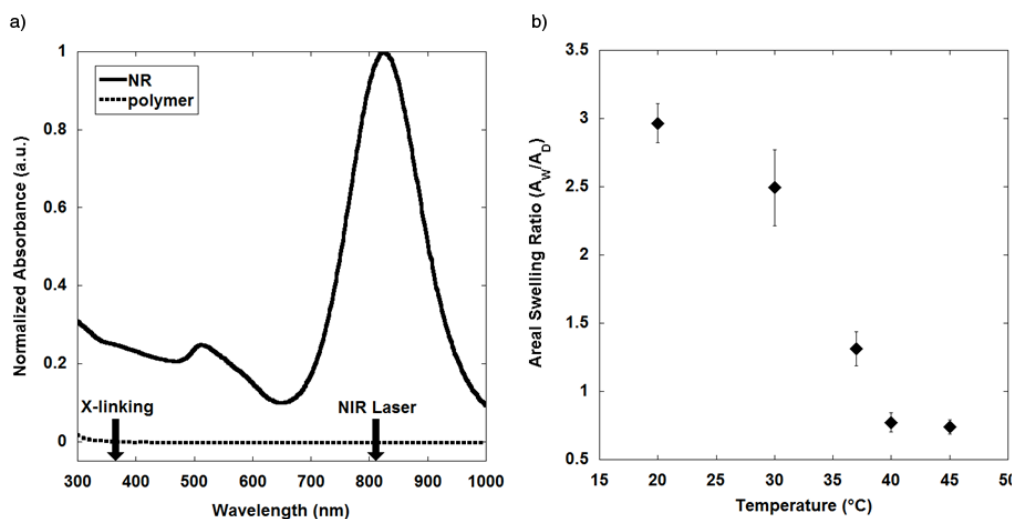 a)
NR
polymer
Normalized Absorbance (a.u.)
1
0.8
0.6
0.4
0.2
0
X-linking
NIR Laser
300 400 500 600 700 800 900 1000
Wavelength (nm)
b)
Areal Swelling Ratio (A_W/A_D)
3.5
3
2.5
2
1.5
1
0.5
15 20 25 30 35 40 45 50
Temperature (°C)